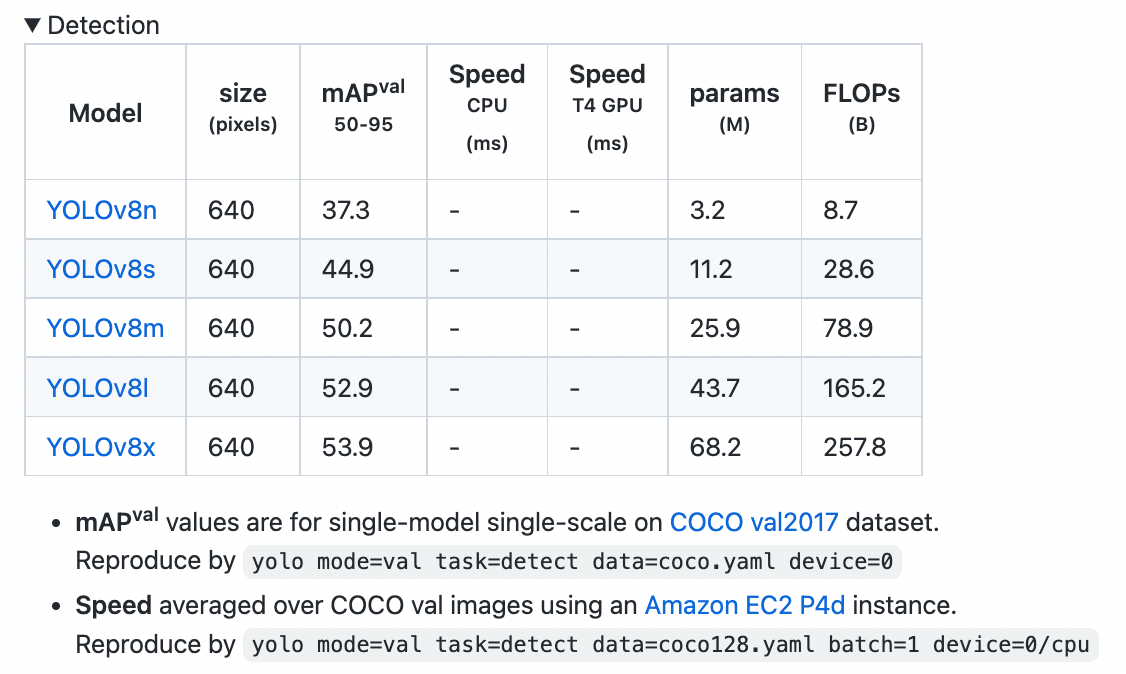 ▼ Detection
Model size (pixels) mAPval 50-95 Speed CPU (ms) Speed T4 GPU (ms) params (M) FLOPs (B)
YOLOv8n 640 37.3 - - 3.2 8.7
YOLOv8s 640 44.9 - - 11.2 28.6
YOLOv8m 640 50.2 - - 25.9 78.9
YOLOv8l 640 52.9 - - 43.7 165.2
YOLOv8x 640 53.9 - - 68.2 257.8
• mAPval values are for single-model single-scale on COCO val2017 dataset.
Reproduce by yolo mode=val task=detect data=coco.yaml device=0
• Speed averaged over COCO val images using an Amazon EC2 P4d instance.
Reproduce by yolo mode=val task=detect data=coco128.yaml batch=1 device=0/cpu